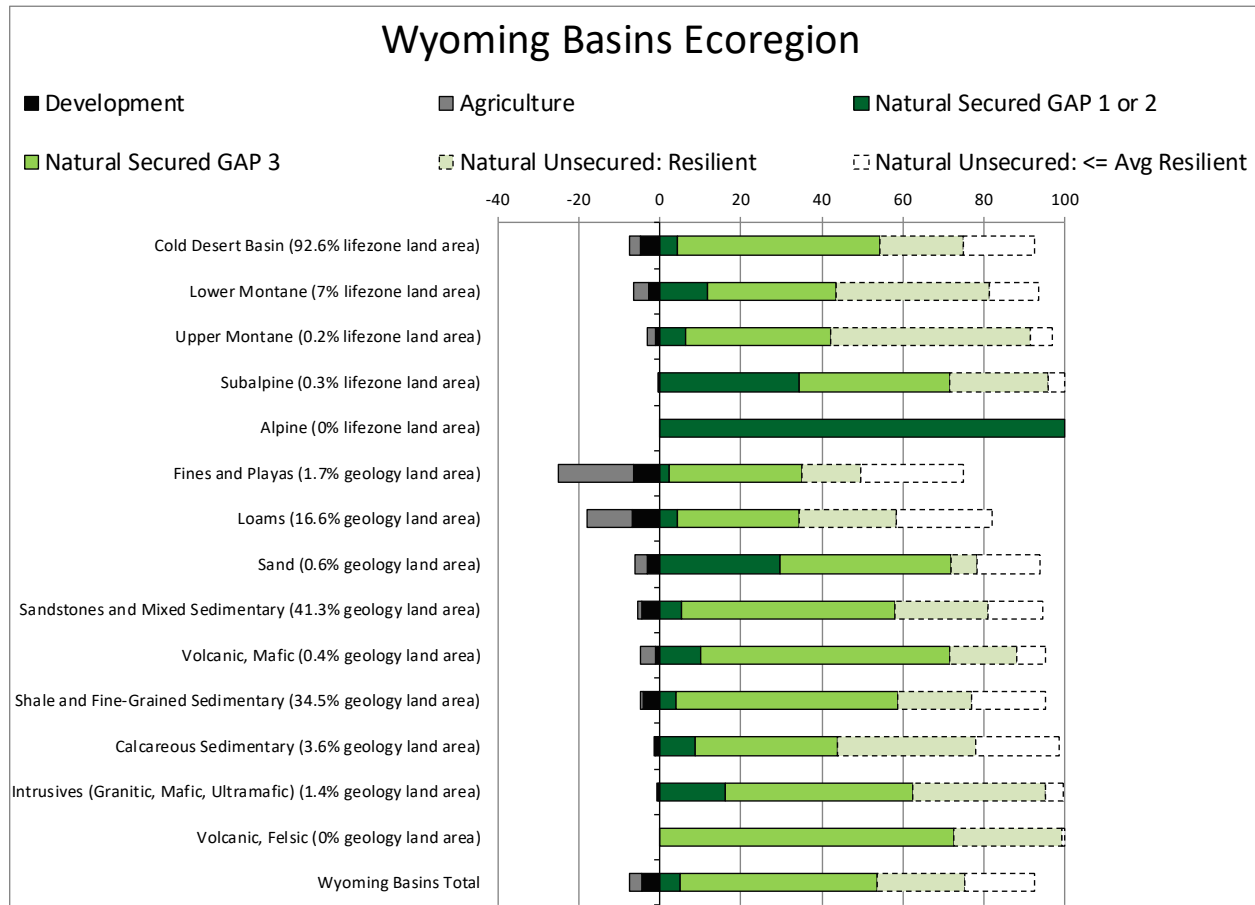 Wyoming Basins Ecoregion
Development Agriculture Natural Secured GAP 1 or 2
Natural Secured GAP 3 Natural Unsecured: Resilient Natural Unsecured: <= Avg Resilient
-40 -20 0 20 40 60 80 100
Cold Desert Basin (92.6% lifezone land area)
Lower Montane (7% lifezone land area)
Upper Montane (0.2% lifezone land area)
Subalpine (0.3% lifezone land area)
Alpine (0% lifezone land area)
Fines and Playas (1.7% geology land area)
Loams (16.6% geology land area)
Sand (0.6% geology land area)
Sandstones and Mixed Sedimentary (41.3% geology land area)
Volcanic, Mafic (0.4% geology land area)
Shale and Fine-Grained Sedimentary (34.5% geology land area)
Calcareous Sedimentary (3.6% geology land area)
Intrusives (Granitic, Mafic, Ultramafic) (1.4% geology land area)
Volcanic, Felsic (0% geology land area)
Wyoming Basins Total